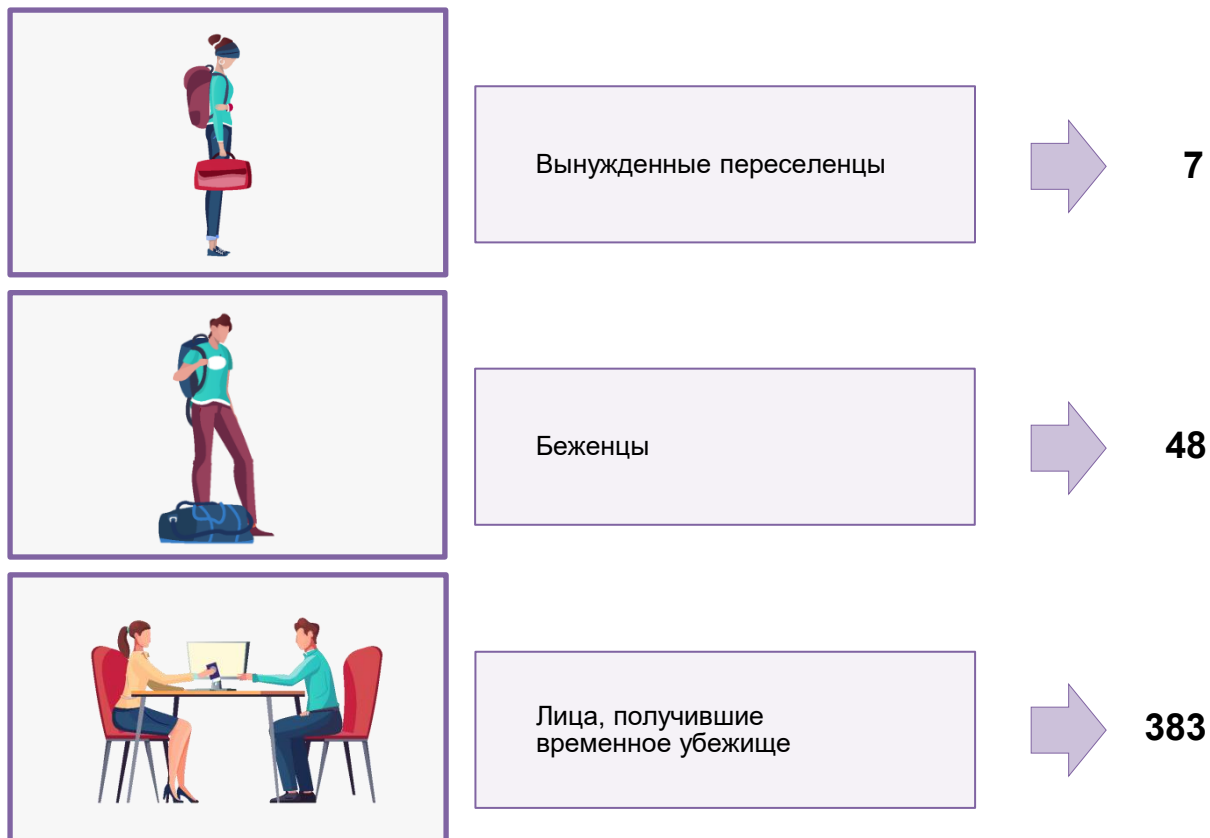 Вынужденные переселенцы
7
Беженцы
48
Лица, получившие
временное убежище
383